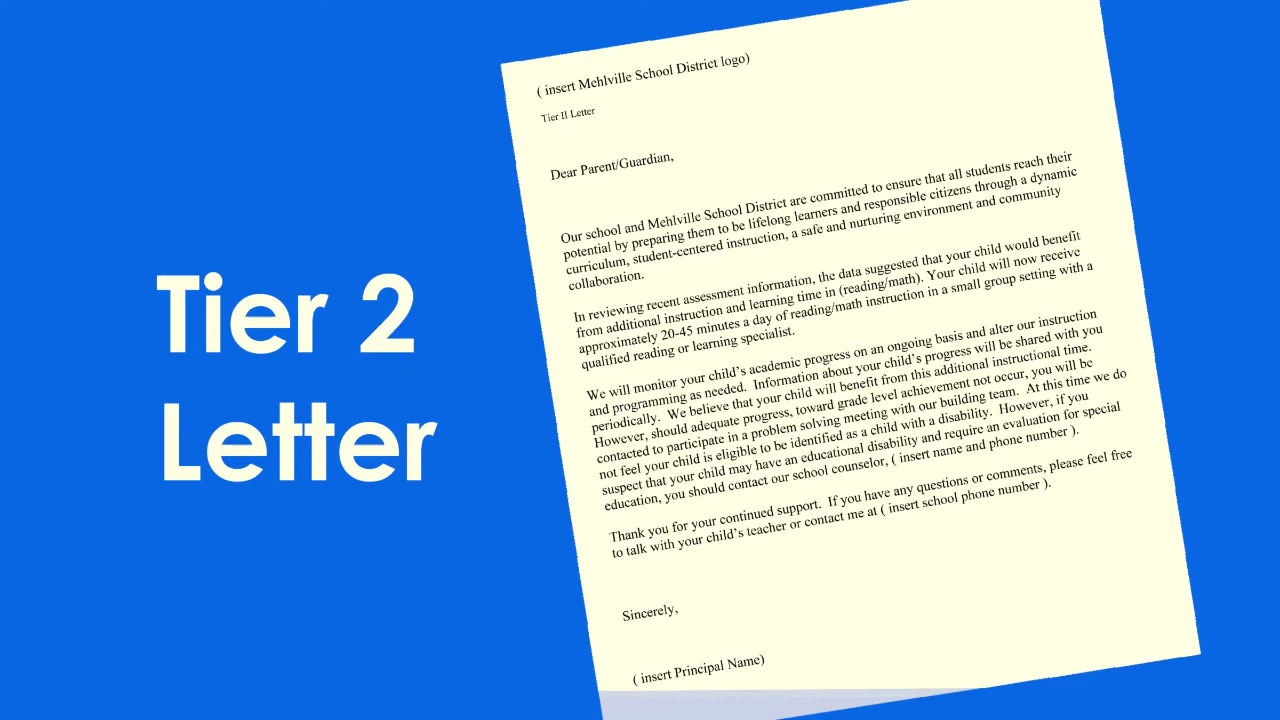 Tier 2
Letter
( insert Mehlville School District logo)
Tier II Letter
Dear Parent/Guardian,
Our school and Mehlville School District are committed to ensure that all students reach their
potential by preparing them to be lifelong learners and responsible citizens through a dynamic
curriculum, student-centered instruction, a safe and nurturing environment and community
collaboration.
In reviewing recent assessment information, the data suggested that your child would benefit
from additional instruction and learning time in (reading/math). Your child will now receive
approximately 20-45 minutes a day of reading/math instruction in a small group setting with a
qualified reading or learning specialist.
We will monitor your child’s academic progress on an ongoing basis and alter our instruction
and programming as needed.  Information about your child’s progress will be shared with you
periodically.  We believe that your child will benefit from this additional instructional time.
However, should adequate progress, toward grade level achievement not occur, you will be
contacted to participate in a problem solving meeting with our building team.  At this time we do
not feel your child is eligible to be identified as a child with a disability.  However, if you
suspect that your child may have an educational disability and require an evaluation for special
education, you should contact our school counselor, ( insert name and phone number ).
Thank you for your continued support.  If you have any questions or comments, please feel free
to talk with your child’s teacher or contact me at ( insert school phone number ).
Sincerely,
( insert Principal Name)